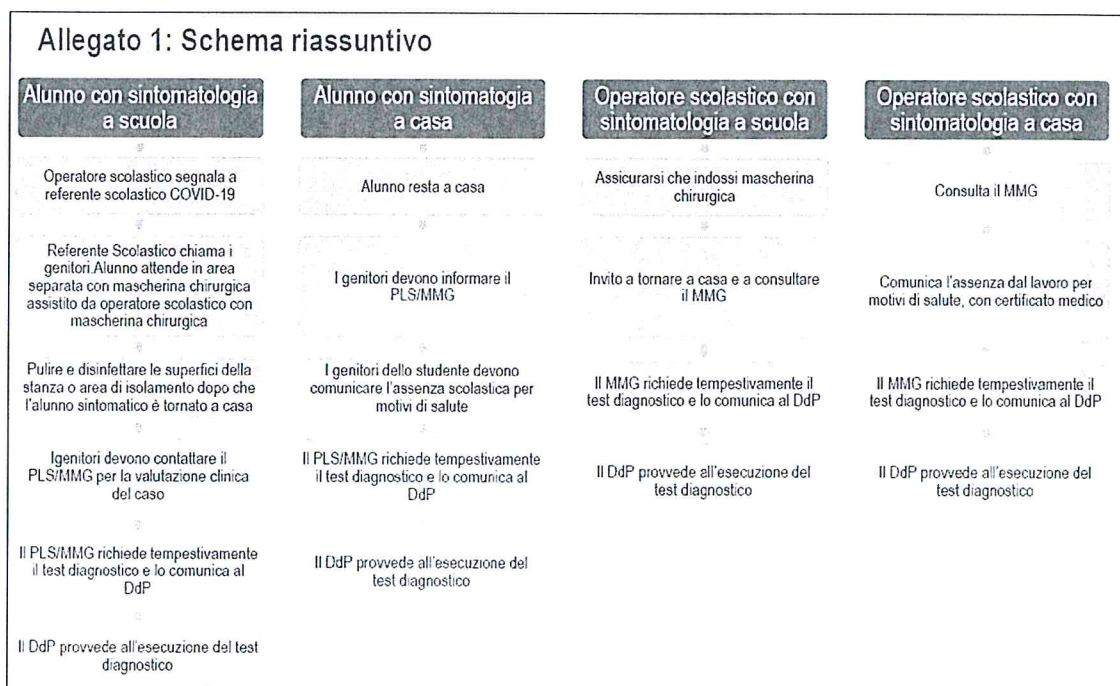 Allegato 1: Schema riassuntivo
Alunno con sintomatologia
a scuola
Operatore scolastico segnala a
referente scolastico COVID-19
Referente Scolastico chiama i
genitori.Alunno attende in area
separata con mascherina chirurgica
assistito da operatore scolastico con
mascherina chirurgica
Pulire e disinfettare le superfici della
stanza o area di isolamento dopo che
l'alunno sintomatico è tornato a casa
Igenitori devono contattare il
PLS/MMG per la valutazione clinica
del caso
Il PLS/MMG richiede tempestivamente
il test diagnostico e lo comunica al
DdP
Il DdP provvede all'esecuzione del test
diagnostico
Alunno con sintomatogia
a casa
Alunno resta a casa
I genitori devono informare il
PLS/MMG
I genitori dello studente devono
comunicare l'assenza scolastica per
motivi di salute
Il PLS/MMG richiede tempestivamente
il test diagnostico e lo comunica al
DdP
Il DdP provvede all'esecuzione del
test diagnostico
Operatore scolastico con
sintomatologia a scuola
Assicurarsi che indossi mascherina
chirurgica
Invito a tornare a casa e a consultare
il MMG
Il MMG richiede tempestivamente il
test diagnostico e lo comunica al DdP
Il DdP provvede all'esecuzione del
test diagnostico
Operatore scolastico con
sintomatologia a casa
Consulta il MMG
Comunica l'assenza dal lavoro per
motivi di salute, con certificato medico
Il MMG richiede tempestivamente il
test diagnostico e lo comunica al DdP
Il DdP provvede all'esecuzione del
test diagnostico